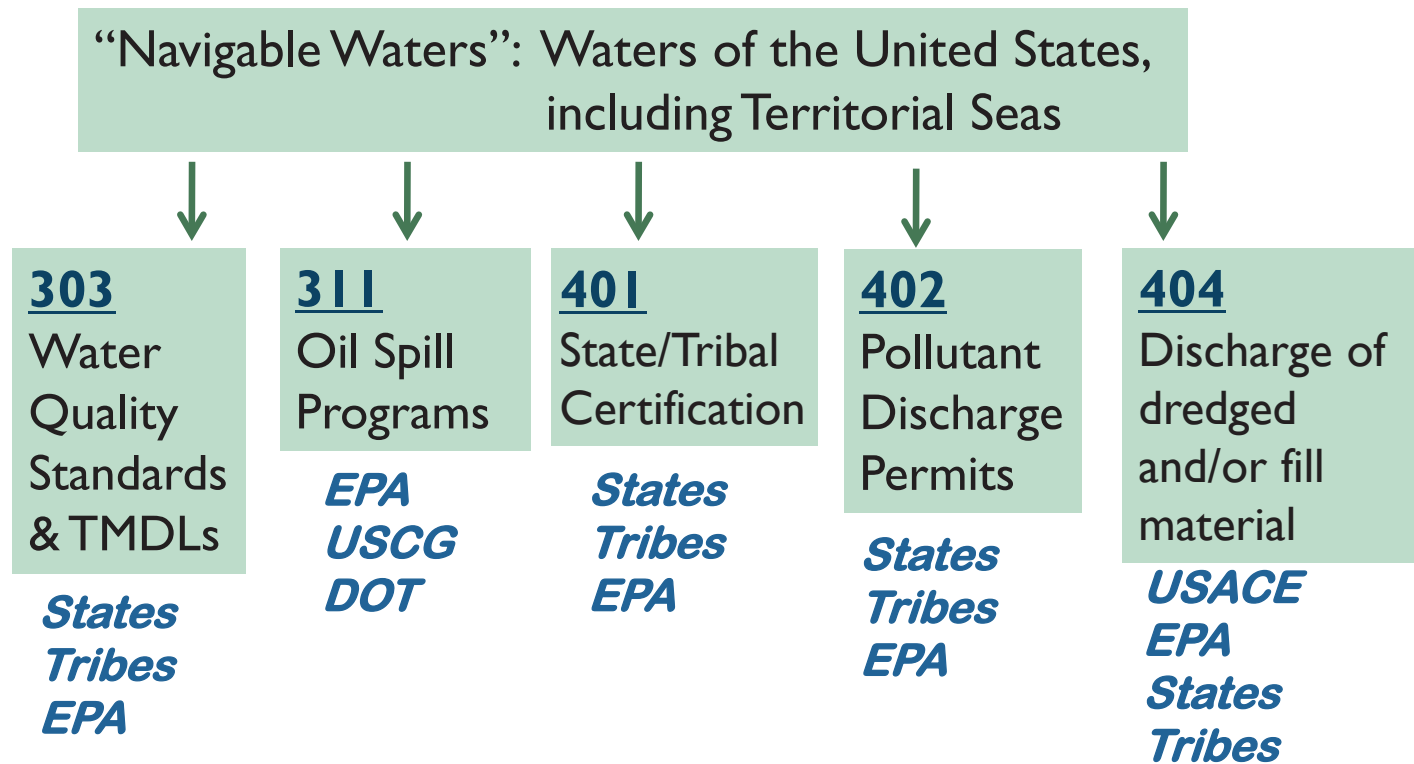 “Navigable Waters”: Waters of the United States,
including Territorial Seas
303
Water
Quality
Standards
& TMDLs
States
Tribes
EPA
311
Oil Spill
Programs
EPA
USCG
DOT
401
State/Tribal
Certification
States
Tribes
EPA
402
Pollutant
Discharge
Permits
States
Tribes
EPA
404
Discharge of
dredged
and/or fill
material
USACE
EPA
States
Tribes